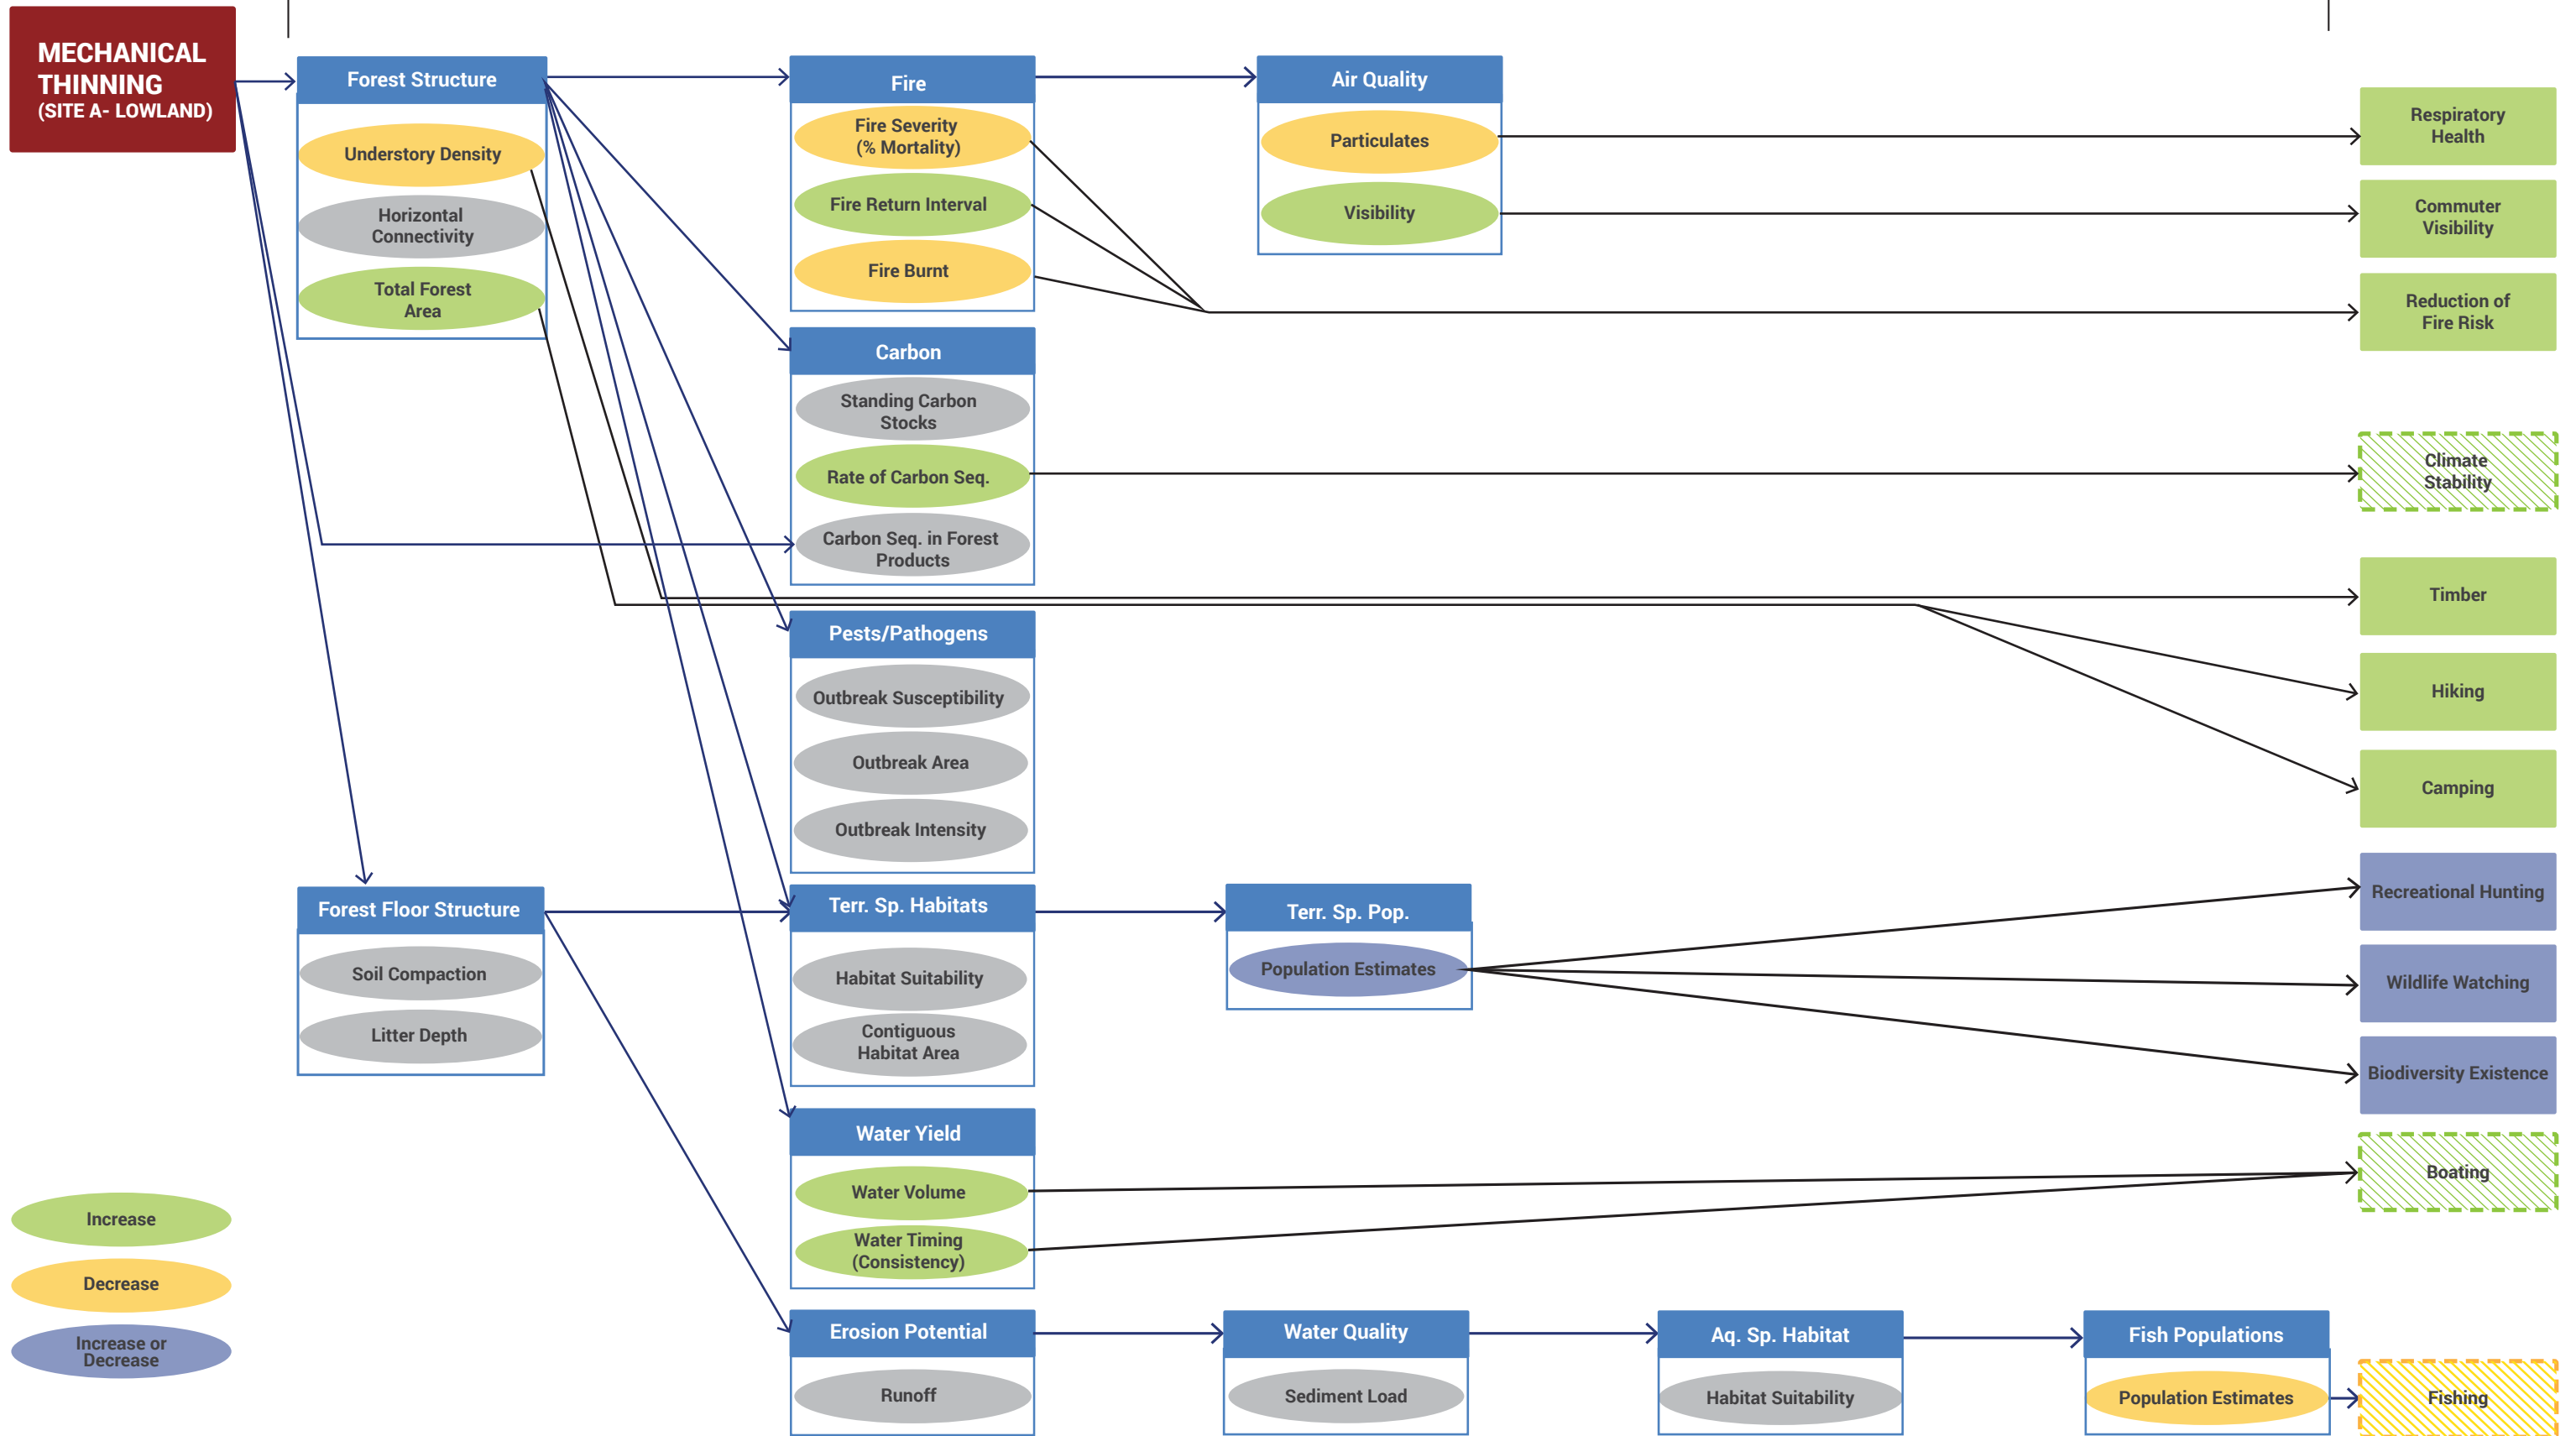 MECHANICAL
THINNING
(SITE A- LOWLAND)
Forest Structure
Understory Density
Horizontal
Connectivity
Total Forest
Area
Fire
Fire Severity
(% Mortality)
Fire Return Interval
Fire Burnt
Air Quality
Particulates
Visibility
Respiratory
Health
Commuter
Visibility
Reduction of
Fire Risk
Carbon
Standing Carbon
Stocks
Rate of Carbon Seq.
Carbon Seq. in Forest
Products
Climate
Stability
Timber
Hiking
Camping
Pests/Pathogens
Outbreak Susceptibility
Outbreak Area
Outbreak Intensity
Forest Floor Structure
Soil Compaction
Litter Depth
Terr. Sp. Habitats
Habitat Suitability
Contiguous
Habitat Area
Terr. Sp. Pop.
Population Estimates
Recreational Hunting
Wildlife Watching
Biodiversity Existence
Water Yield
Water Volume
Water Timing
(Consistency)
Boating
Increase
Decrease
Increase or
Decrease
Erosion Potential
Runoff
Water Quality
Sediment Load
Aq. Sp. Habitat
Habitat Suitability
Fish Populations
Population Estimates
Fishing